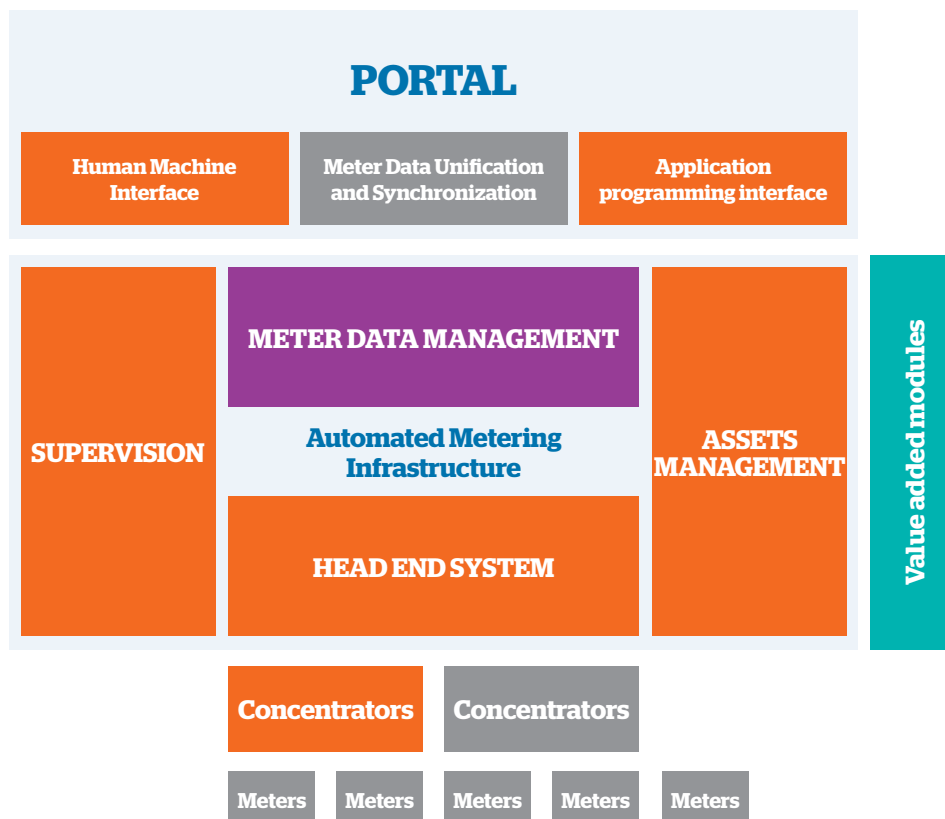 PORTAL
Human Machine
Interface
Meter Data Unification
and Synchronization
Application
programming interface
SUPERVISION
METER DATA MANAGEMENT
Automated Metering
Infrastructure
HEAD END SYSTEM
ASSETS
MANAGEMENT
Value added modules
Concentrators
Concentrators
Meters
Meters
Meters
Meters
Meters